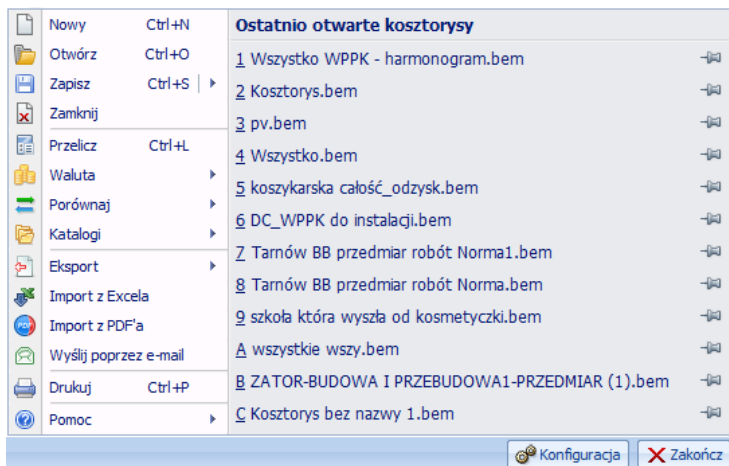 Nowy Ctrl+N
Otwórz Ctrl+O
Zapisz Ctrl+S
Zamknij
Przelicz Ctrl+L
Waluta
Porównaj
Katalogi
Eksport
Import z Excela
Import z PDF'a
Wyślij poprzez e-mail
Drukuj Ctrl+P
Pomoc
Ostatnio otwarte kosztorysy
1 Wszystko WPPK - harmonogram.bem
2 Kosztorys.bem
3 pv.bem
4 Wszystko.bem
5 koszykarska całość_odzysk.bem
6 DC_WPPK do instalacji.bem
7 Tarnów BB przedmiar robót Norma1.bem
8 Tarnów BB przedmiar robót Norma.bem
9 szkoła która wyszła od kosmetyczki.bem
A wszystkie wszy.bem
B ZATOR-BUDOWA I PRZEBUDOWA1-PRZEDMIAR (1).bem
C Kosztorys bez nazwy 1.bem
Konfiguracja Zakończ